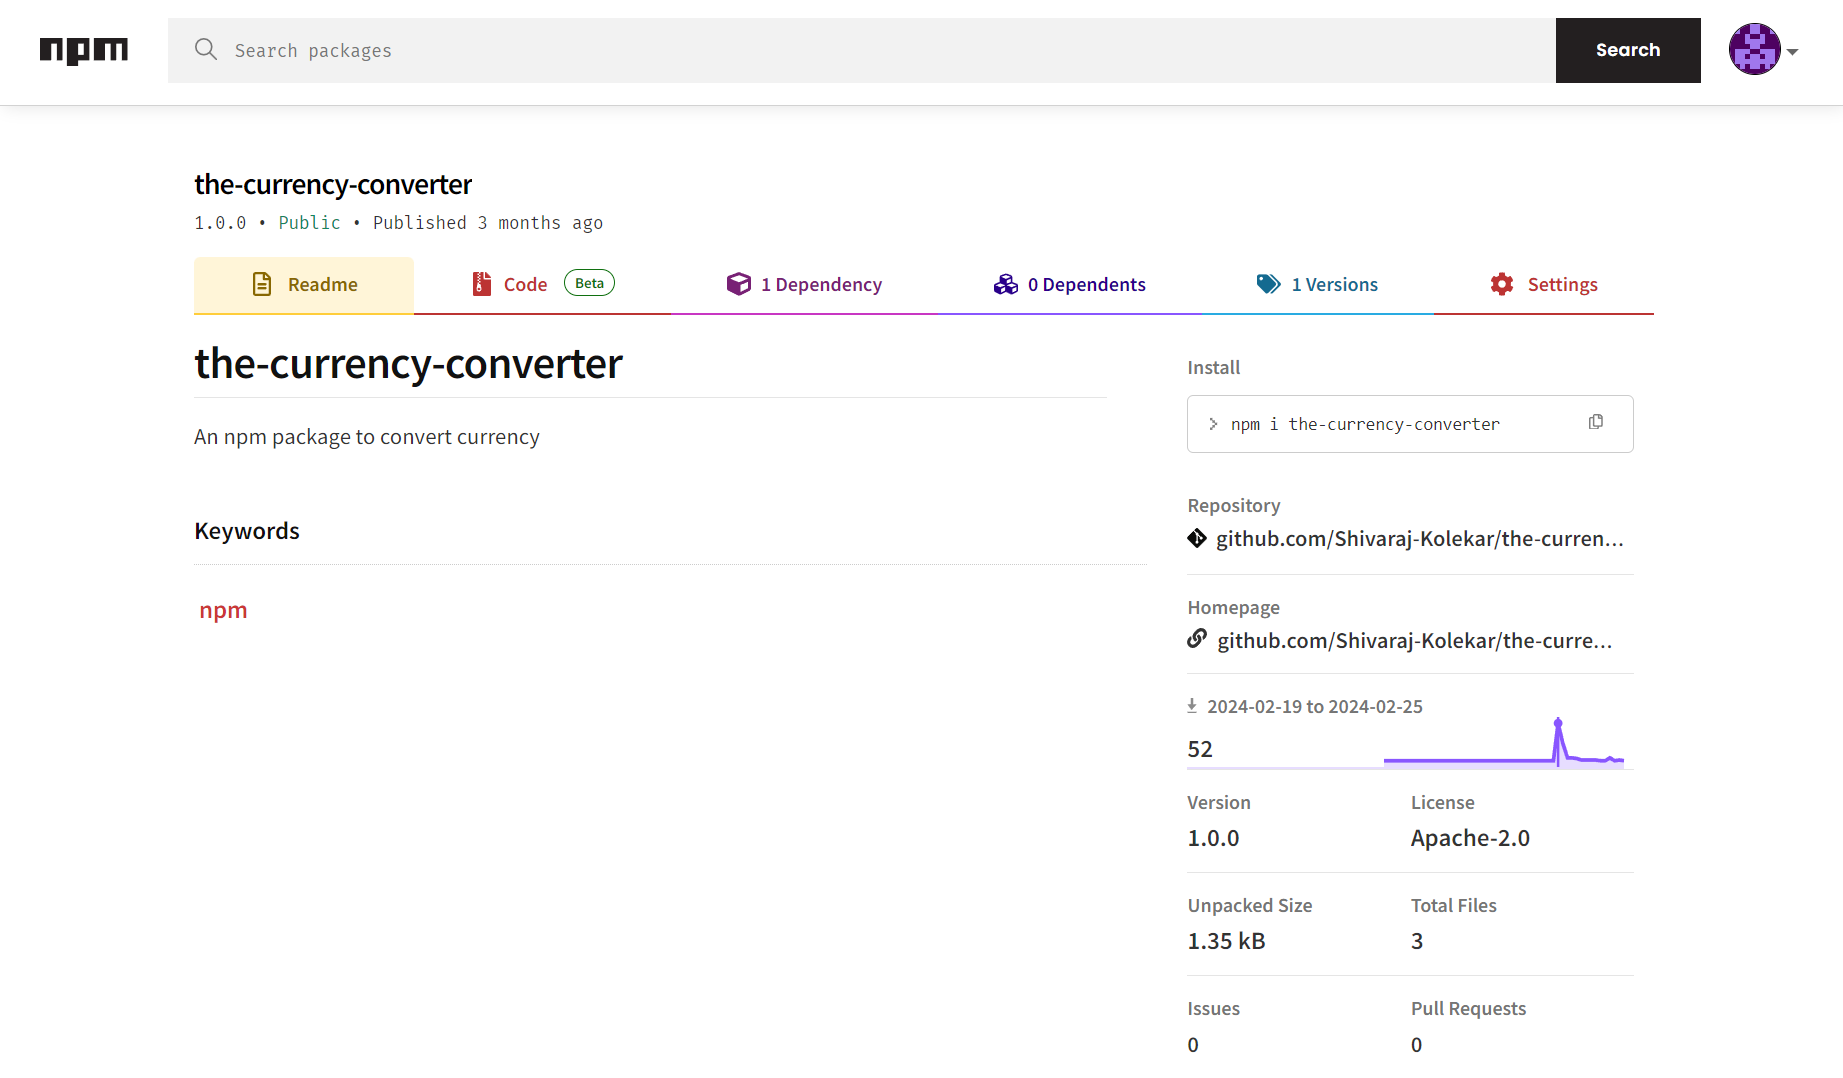 npm
Search packages
Search
the-currency-converter
1.0.0 • Public • Published 3 months ago
Readme
Code Beta
1 Dependency
0 Dependents
1 Versions
Settings
the-currency-converter
An npm package to convert currency
Keywords
npm
Install
npm i the-currency-converter
Repository
github.com/Shivaraj-Kolekar/the-curren...
Homepage
github.com/Shivaraj-Kolekar/the-curre...
2024-02-19 to 2024-02-25
52
Version
1.0.0
License
Apache-2.0
Unpacked Size
1.35 kB
Total Files
3
Issues
0
Pull Requests
0